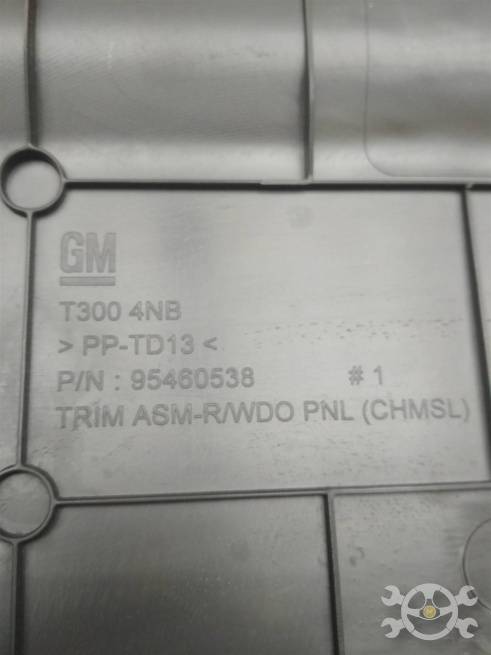 GM
T300 4NB
> PP-TD13 <
P/N : 95460538 # 1
TRIM ASM-R/WDO PNL (CHMSL)